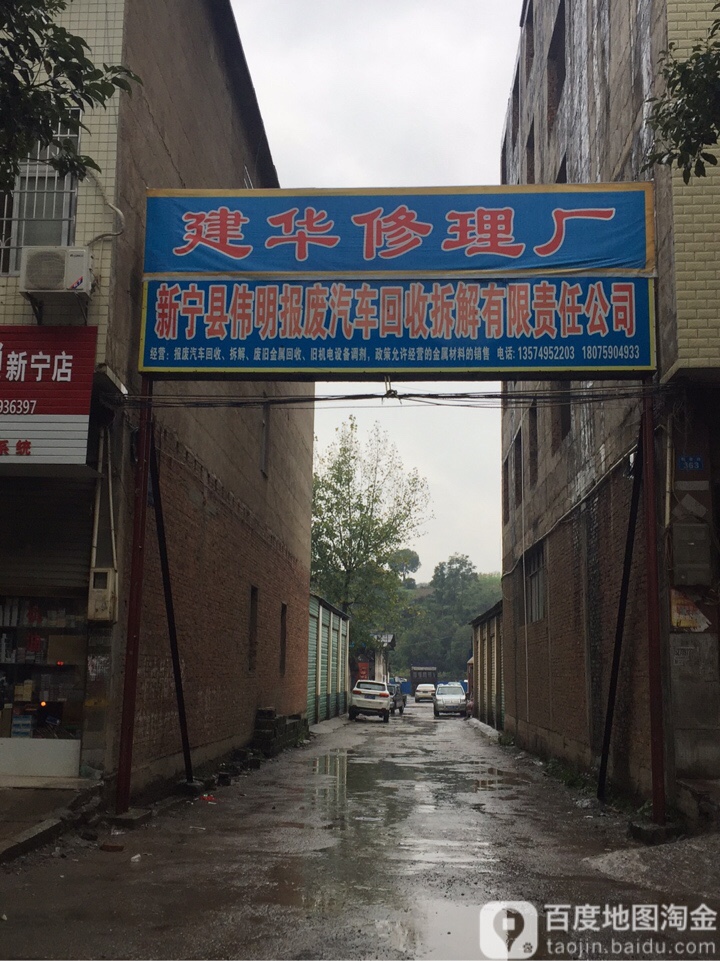 建华修理厂
新宁县伟明报废汽车回收拆解有限责任公司
经营：报废汽车回收、拆解、废旧金属回收、旧机电设备调剂，政策允许经营的金属材料的销售 电话：13574952203 18075904933
新宁店
936397
系统
363
百度地图淘金
taojin.baidu.com